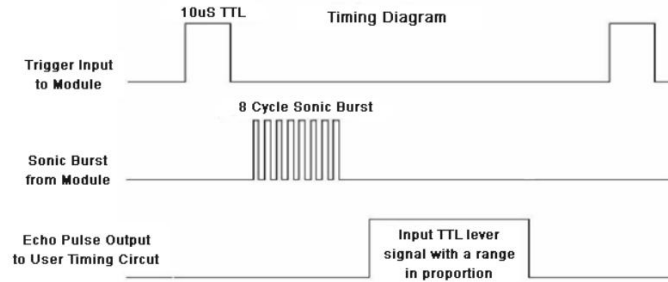 10uS TTL
Timing Diagram
Trigger Input
to Module
8 Cycle Sonic Burst
Sonic Burst
from Module
Echo Pulse Output
to User Timing Circut
Input TTL lever
signal with a range
in proportion